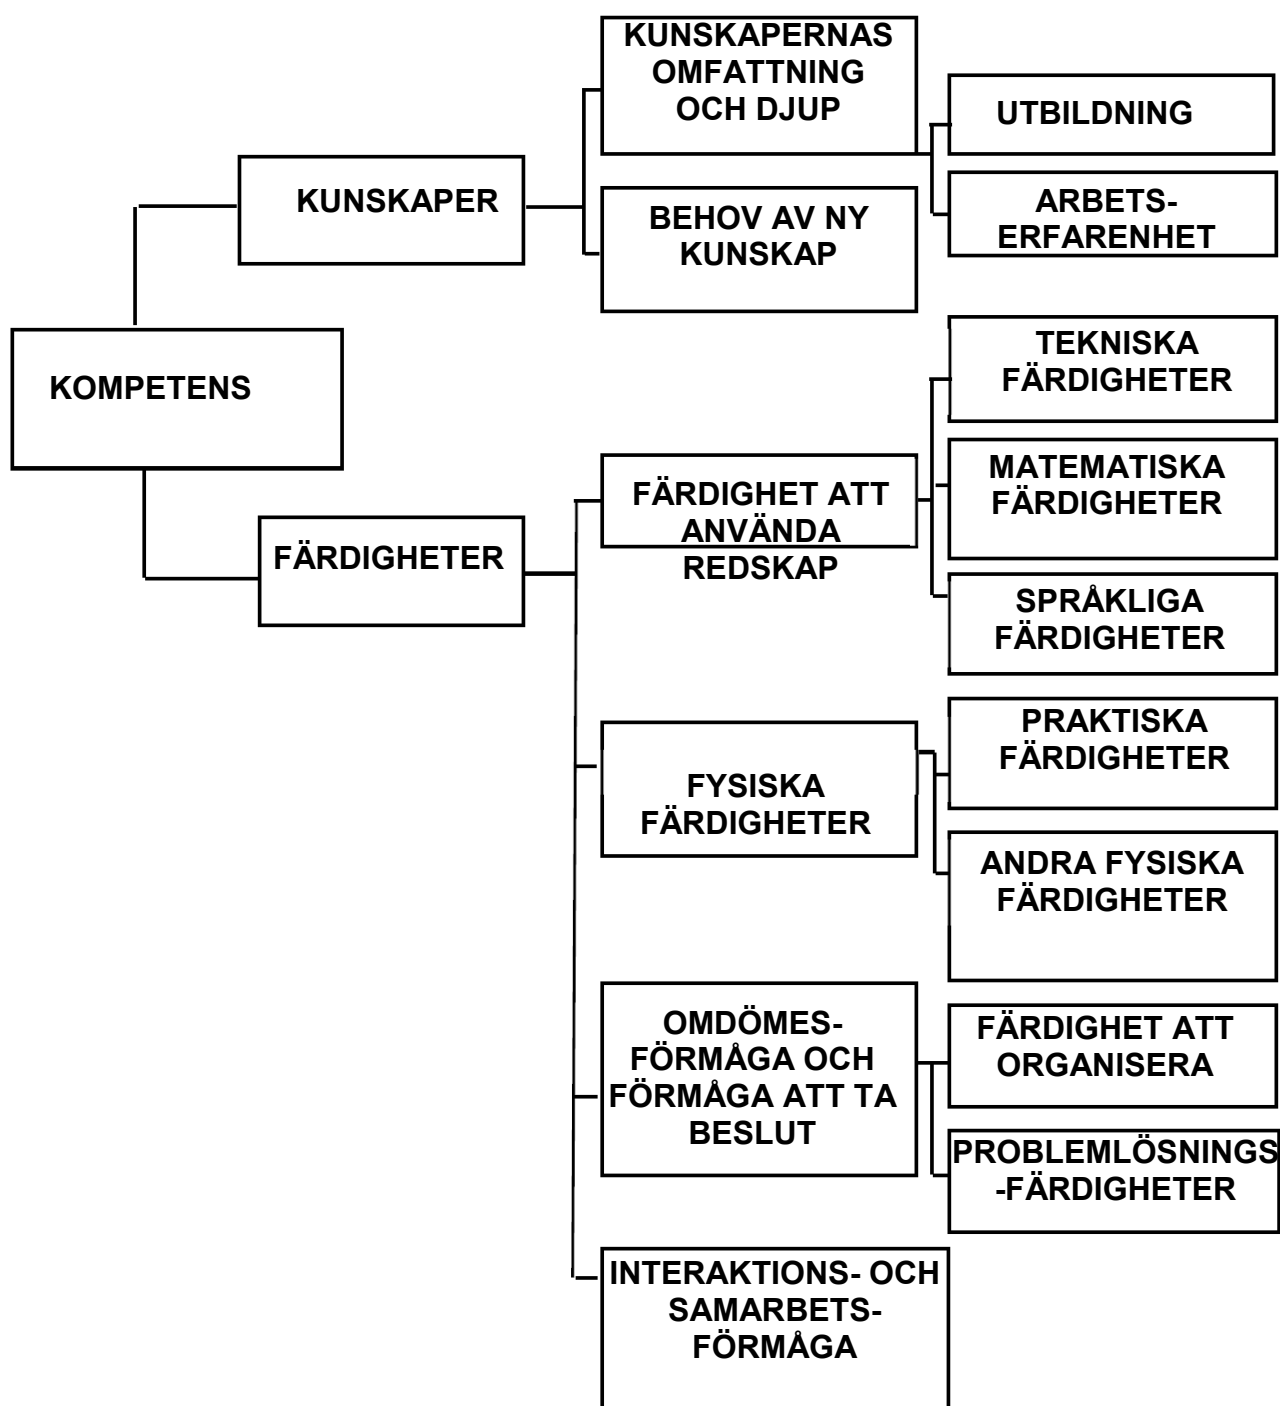 KUNSKAPERNAS
OMFATTNING
OCH DJUP
UTBILDNING
KUNSKAPER
BEHOV AV NY
KUNSKAP
ARBETS-
ERFARENHET
KOMPETENS
TEKNISKA
FÄRDIGHETER
FÄRDIGHETER
FÄRDIGHET ATT
ANVÄNDA
REDSKAP
MATEMATISKA
FÄRDIGHETER
SPRÅKLIGA
FÄRDIGHETER
FYSISKA
FÄRDIGHETER
PRAKTISKA
FÄRDIGHETER
ANDRA FYSISKA
FÄRDIGHETER
OMDÖMES-
FÖRMÅGA OCH
FÖRMÅGA ATT TA
BESLUT
FÄRDIGHET ATT
ORGANISERA
PROBLEMLÖSNINGS
-FÄRDIGHETER
INTERAKTIONS- OCH
SAMARBETS-
FÖRMÅGA